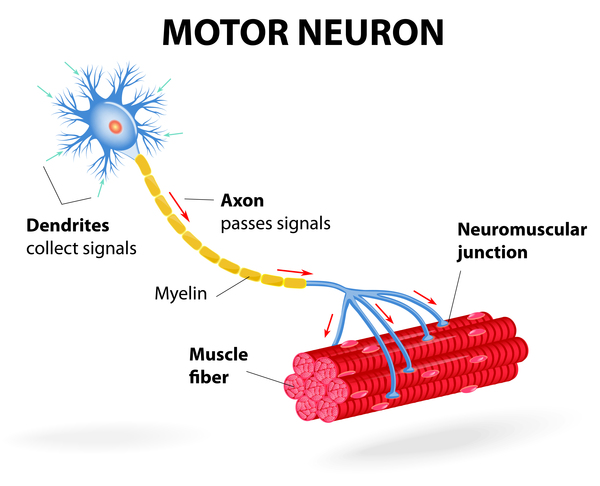 MOTOR NEURON
Axon
passes signals
Dendrites
collect signals
Neuromuscular
junction
Myelin
Muscle
fiber